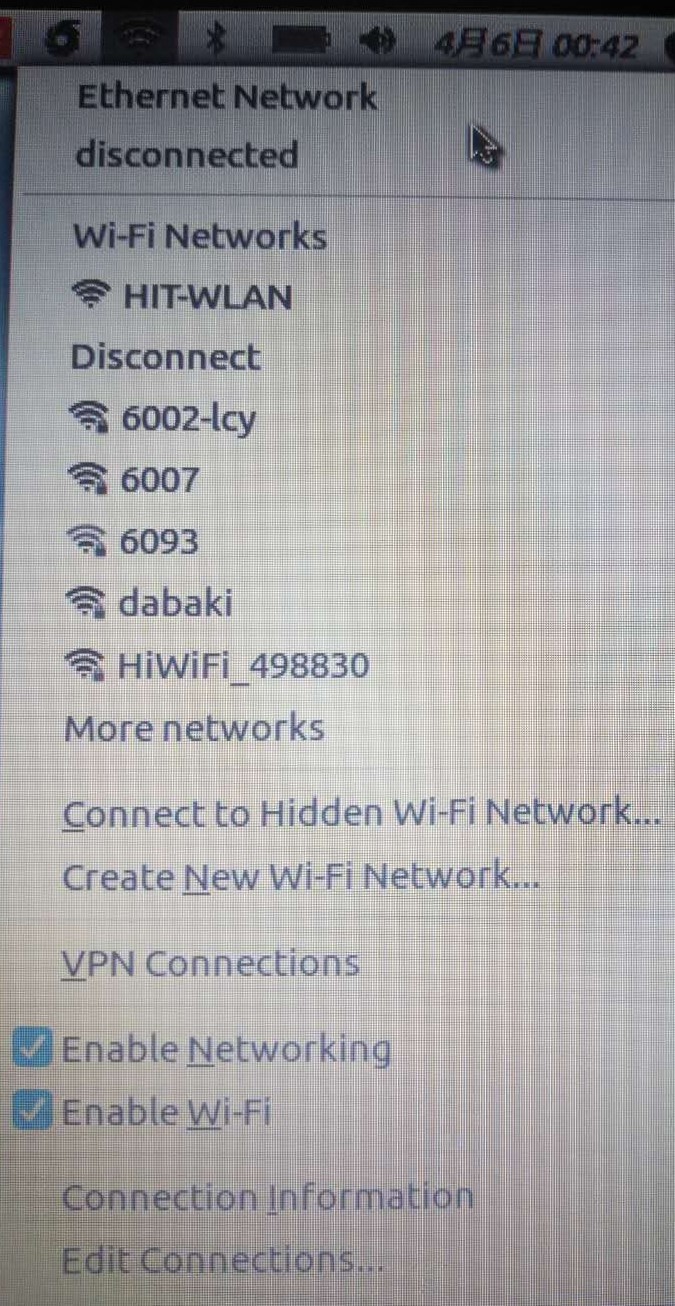 4月6日 00:42
Ethernet Network
disconnected
Wi-Fi Networks
HIT-WLAN
Disconnect
6002-lcy
6007
6093
dabaki
HiWiFi_498830
More networks
Connect to Hidden Wi-Fi Network...
Create New Wi-Fi Network...
VPN Connections
Enable Networking
Enable Wi-Fi
Connection Information
Edit Connections...